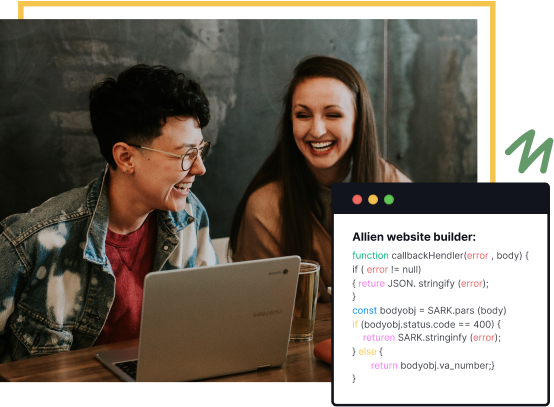 Allien website builder:
function callbackHendler(error , body) {
if ( error != null)
{ reture JSON. stringify (error);
}
const bodyobj = SARK.pars (body)
if (bodyobj.status.code == 400) {
returen SARK.stringinfy (error);
} else {
return bodyobj.va_number;}
}